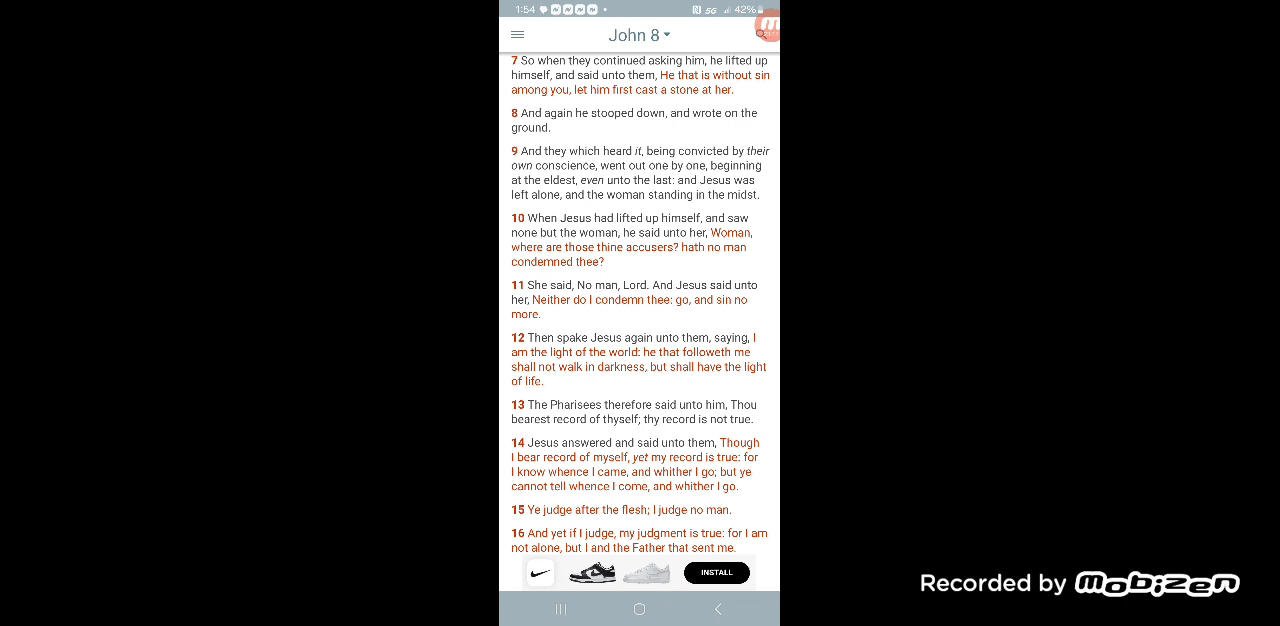 1:54
5G
42%
John 8
7 So when they continued asking him, he lifted up
himself, and said unto them, He that is without sin
among you, let him first cast a stone at her.
8 And again he stooped down, and wrote on the
ground.
9 And they which heard it, being convicted by their
own conscience, went out one by one, beginning
at the eldest, even unto the last: and Jesus was
left alone, and the woman standing in the midst.
10 When Jesus had lifted up himself, and saw
none but the woman, he said unto her, Woman,
where are those thine accusers? hath no man
condemned thee?
11 She said, No man, Lord. And Jesus said unto
her, Neither do I condemn thee: go, and sin no
more.
12 Then spake Jesus again unto them, saying, I
am the light of the world: he that followeth me
shall not walk in darkness, but shall have the light
of life.
13 The Pharisees therefore said unto him, Thou
bearest record of thyself; thy record is not true.
14 Jesus answered and said unto them, Though
I bear record of myself, yet my record is true: for
I know whence I came, and whither I go; but ye
cannot tell whence I come, and whither I go.
15 Ye judge after the flesh; I judge no man.
16 And yet if I judge, my judgment is true: for I am
not alone, but I and the Father that sent me.
INSTALL
Recorded by mobizen